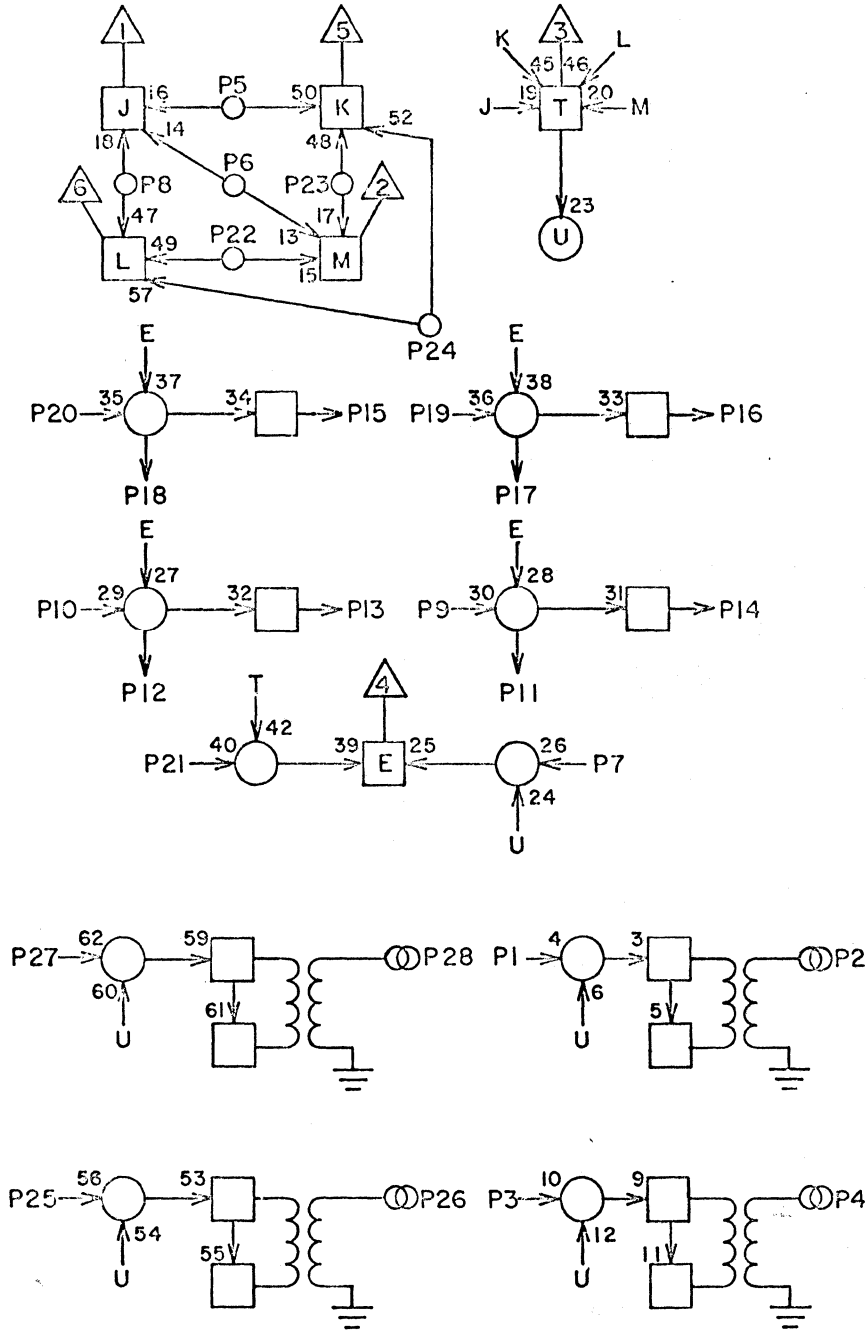 1 5 3
K L
16 P5 50 45 46
J K J 19 T 20 M
14 52
18 P6 48
6 P8 P23 2
47 17 23
P22 13 U
L 49 15 M
57
P24
E E
37 38
P20 35 34 P15 P19 36 33 P16
P18 P17
E E
27 28
P10 29 32 P13 P9 30 31 P14
P12 P11
T 4
42
P21 40 39 E 25 26 P7
24
U
62 59 4 3
P27 P28 P1 P2
60 61 6 5
U U
56 53 10 9
P25 P26 P3 P4
54 55 12 11
U U